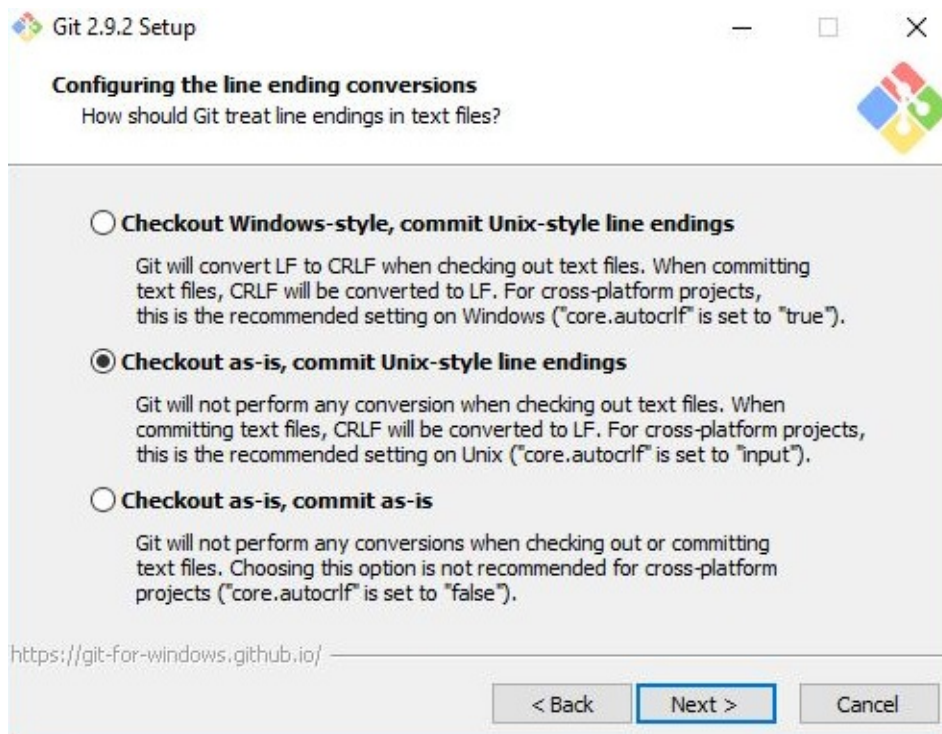 Git 2.9.2 Setup
Configuring the line ending conversions
How should Git treat line endings in text files?
Checkout Windows-style, commit Unix-style line endings
Git will convert LF to CRLF when checking out text files. When committing
text files, CRLF will be converted to LF. For cross-platform projects,
this is the recommended setting on Windows ("core.autocrlf" is set to "true").
Checkout as-is, commit Unix-style line endings
Git will not perform any conversion when checking out text files. When
committing text files, CRLF will be converted to LF. For cross-platform projects,
this is the recommended setting on Unix ("core.autocrlf" is set to "input").
Checkout as-is, commit as-is
Git will not perform any conversions when checking out or committing
text files. Choosing this option is not recommended for cross-platform
projects ("core.autocrlf" is set to "false").
https://git-for-windows.github.io/
< Back
Next >
Cancel